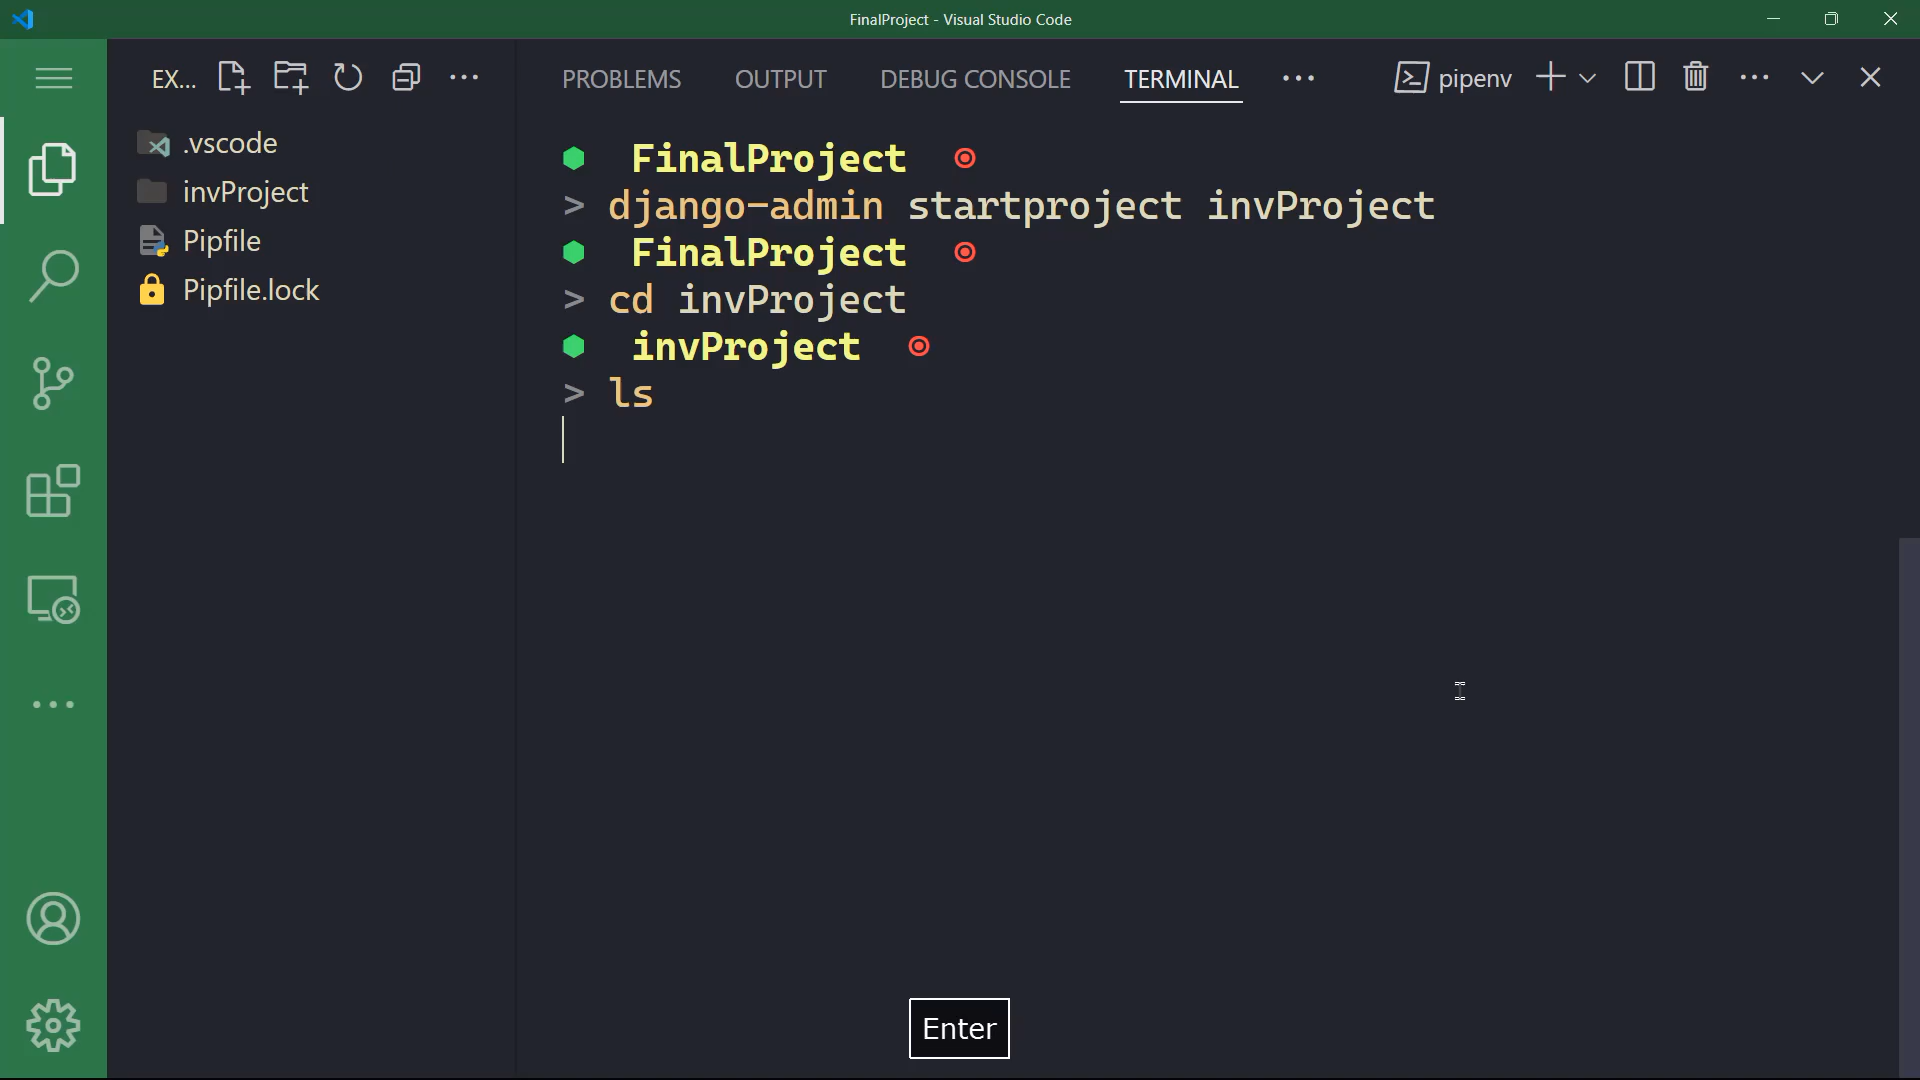 FinalProject - Visual Studio Code
EX...
PROBLEMS OUTPUT DEBUG CONSOLE TERMINAL
pipenv
.vscode
invProject
Pipfile
Pipfile.lock
FinalProject
> django-admin startproject invProject
FinalProject
> cd invProject
invProject
> ls
Enter